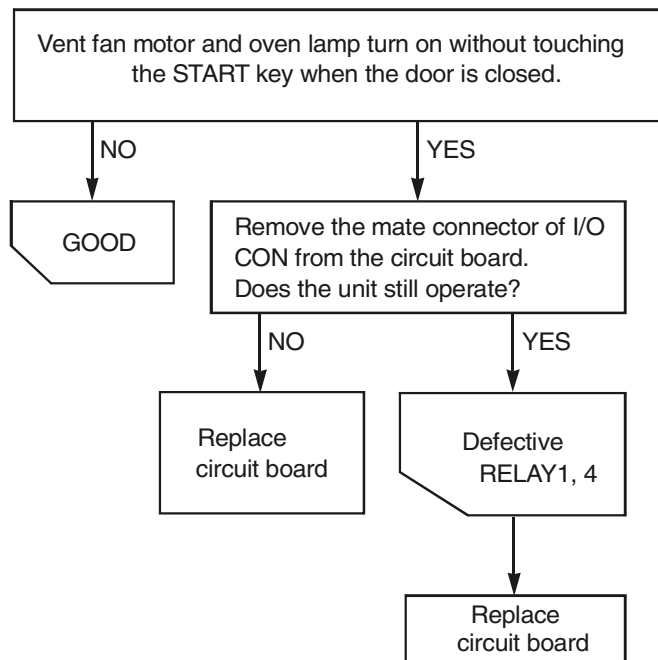 Vent fan motor and oven lamp turn on without touching
the START key when the door is closed.
NO
YES
GOOD
Remove the mate connector of I/O
CON from the circuit board.
Does the unit still operate?
NO
YES
Replace
circuit board
Defective
RELAY1, 4
Replace
circuit board